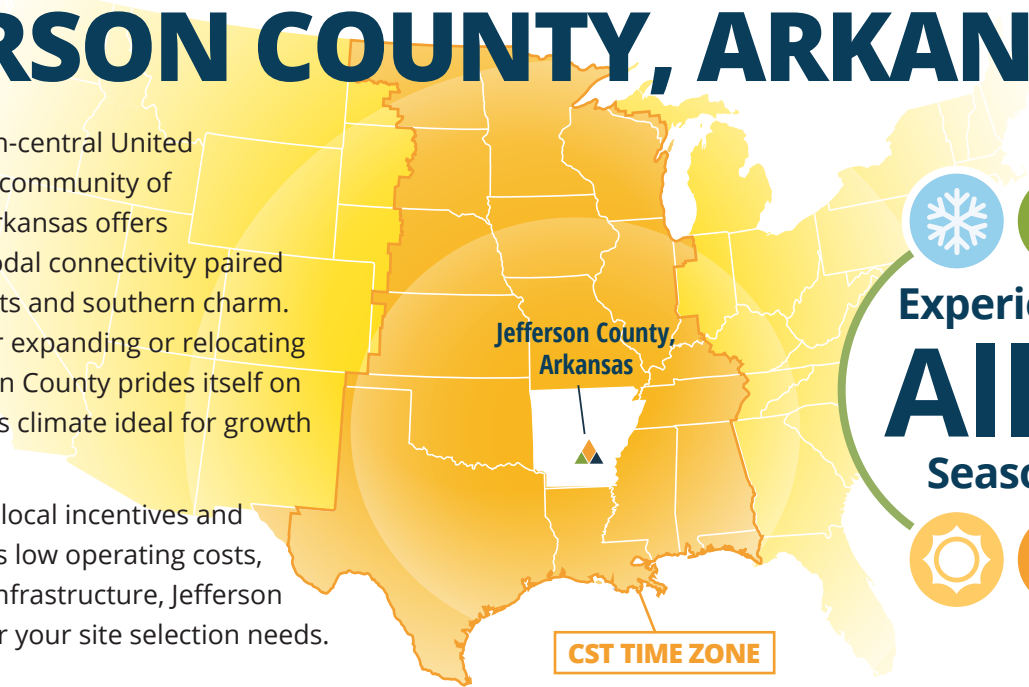 RSON COUNTY, ARKAN
n-central United
community of
rkansas offers
odal connectivity paired
ts and southern charm.
r expanding or relocating
n County prides itself on
s climate ideal for growth
local incentives and
s low operating costs,
nfrastructure, Jefferson
r your site selection needs.
Jefferson County,
Arkansas
CST TIME ZONE
Experi
All
Seaso